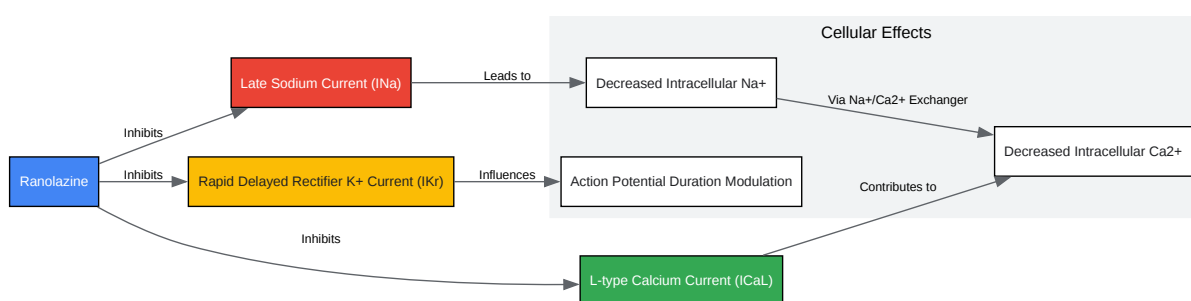 Cellular Effects
Late Sodium Current (INa)
Leads to
Decreased Intracellular Na+
Via Na+/Ca2+ Exchanger
Inhibits
Decreased Intracellular Ca2+
Ranolazine
Inhibits
Rapid Delayed Rectifier K+ Current (IKr)
Influences
Action Potential Duration Modulation
Contributes to
Inhibits
L-type Calcium Current (ICaL)